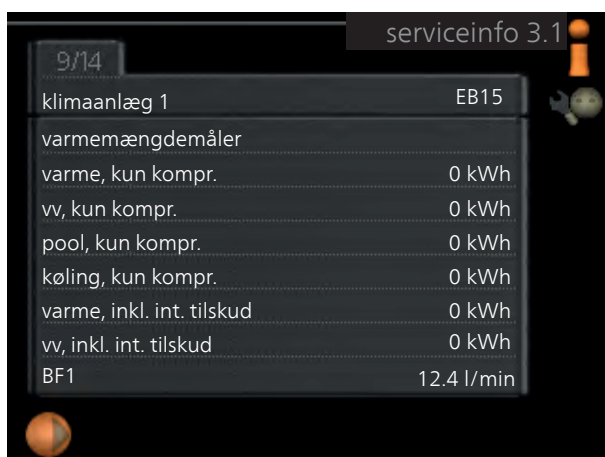 serviceinfo 3.1
9/14
klimaanlæg 1 EB15
varmemængdemåler
varme, kun kompr. 0 kWh
vv, kun kompr. 0 kWh
pool, kun kompr. 0 kWh
køling, kun kompr. 0 kWh
varme, inkl. int. tilskud 0 kWh
vv, inkl. int. tilskud 0 kWh
BF1 12.4 l/min